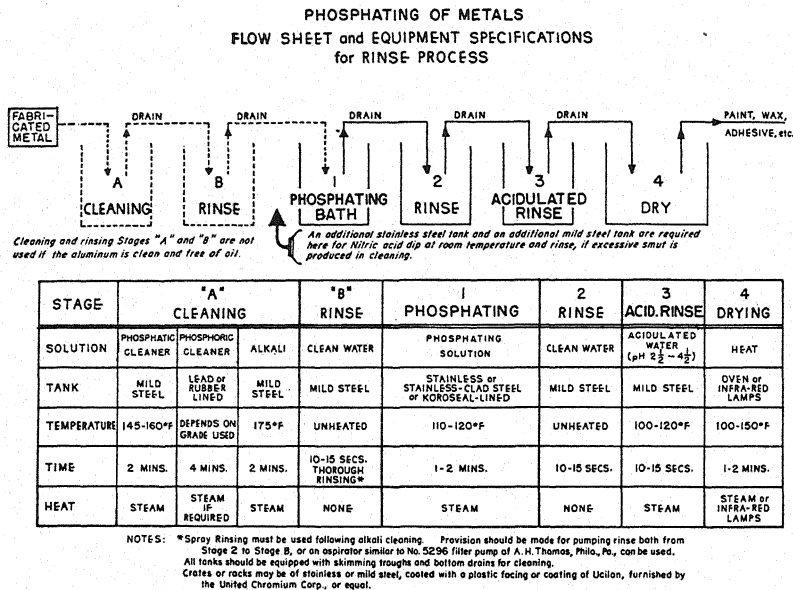 PHOSPHATING OF METALS
FLOW SHEET and EQUIPMENT SPECIFICATIONS
for RINSE PROCESS
FABRI-
CATED
METAL
DRAIN
DRAIN
DRAIN
DRAIN
DRAIN
PAINT, WAX,
ADHESIVE, etc.
A
CLEANING
B
RINSE
1
PHOSPHATING
BATH
2
RINSE
3
ACIDULATED
RINSE
4
DRY
Cleaning and rinsing Stages "A" and "B" are not
used if the aluminum is clean and free of oil.
An additional stainless steel tank and an additional mild steel tank are required
here for Nitric acid dip at room temperature and rinse, if excessive smut is
produced in cleaning.
STAGE
"A"
CLEANING
"B"
RINSE
1
PHOSPHATING
2
RINSE
3
ACID. RINSE
4
DRYING
SOLUTION
PHOSPHATIC
CLEANER
PHOSPHORIC
CLEANER
ALKALI
CLEAN WATER
PHOSPHATING
SOLUTION
CLEAN WATER
ACIDULATED
WATER
(pH 2½ - 4½)
HEAT
TANK
MILD
STEEL
LEAD or
RUBBER
LINED
MILD
STEEL
MILD STEEL
STAINLESS or
STAINLESS-CLAD STEEL
or KOROSEAL-LINED
MILD STEEL
MILD STEEL
OVEN or
INFRA-RED
LAMPS
TEMPERATURE
145-160°F
DEPENDS ON
GRADE USED
175°F
UNHEATED
110-120°F
UNHEATED
100-120°F
100-150°F
TIME
2 MINS.
4 MINS.
2 MINS.
10-15 SECS.
THOROUGH
RINSING*
1-2 MINS.
10-15 SECS.
10-15 SECS.
1-2 MINS.
HEAT
STEAM
STEAM
IF
REQUIRED
STEAM
NONE
STEAM
NONE
STEAM
STEAM or
INFRA-RED
LAMPS
NOTES: *Spray Rinsing must be used following alkali cleaning. Provision should be made for pumping rinse bath from
Stage 2 to Stage B, or an aspirator similar to No. 5296 filter pump of A.H. Thomas, Phila., Pa., can be used.
All tanks should be equipped with skimming troughs and bottom drains for cleaning.
Crates or racks may be of stainless or mild steel, coated with a plastic facing or coating of Ucilon, furnished by
the United Chromium Corp., or equal.